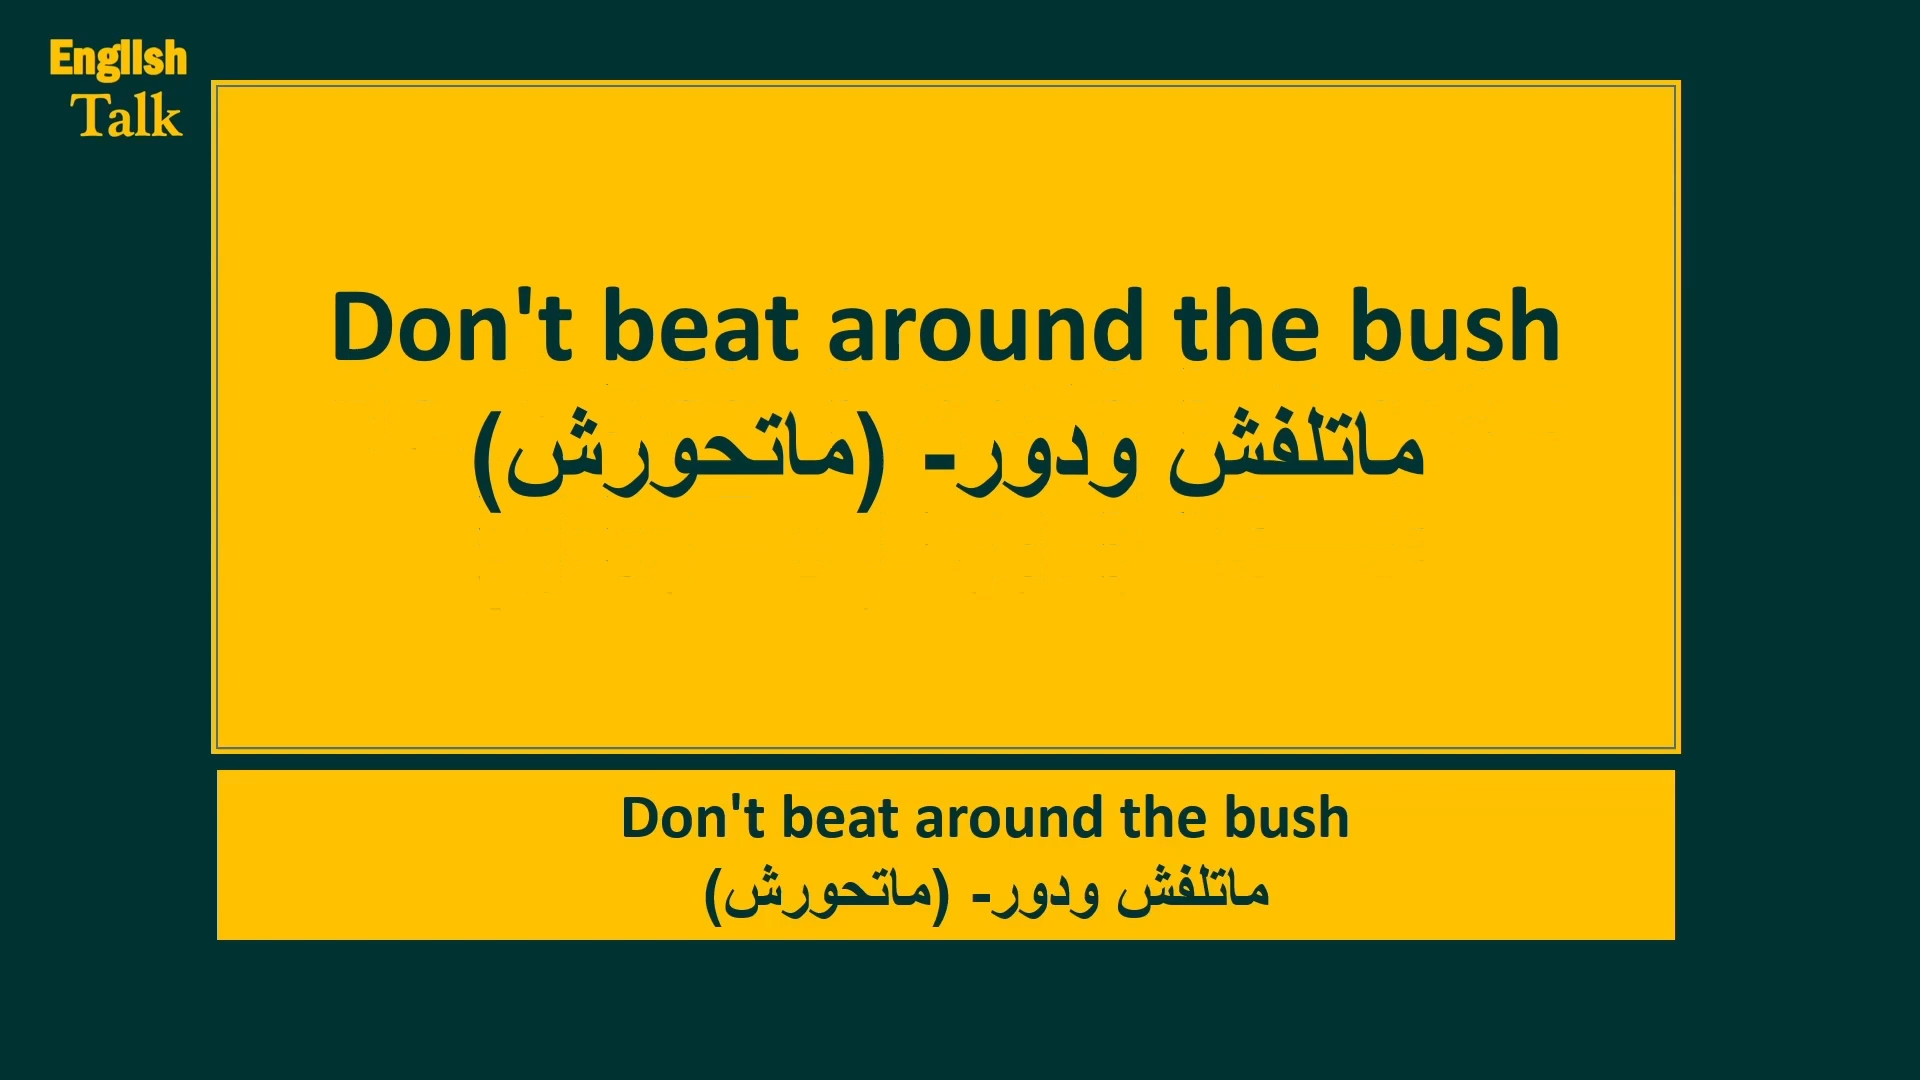 English
Talk
Don't beat around the bush
ماتلفش ودور- (ماتحورش)
Don't beat around the bush
ماتلفش ودور- (ماتحورش)